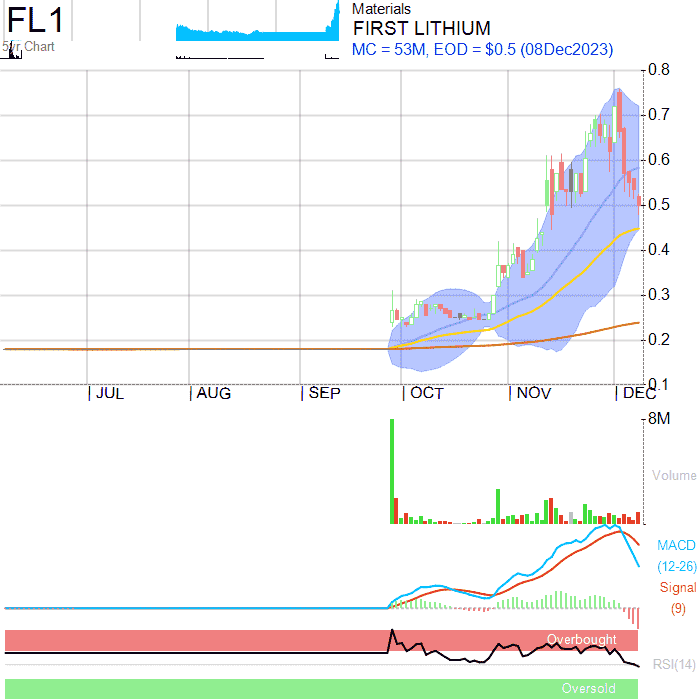 FL1
5yr Chart
Materials
FIRST LITHIUM
MC = 53M, EOD = $0.5 (08Dec2023)
0.8
0.7
0.6
0.5
0.4
0.3
0.2
0.1
JUL AUG SEP OCT NOV DEC
8M
Volume
MACD
(12-26)
Signal
(9)
Overbought
RSI(14)
Oversold